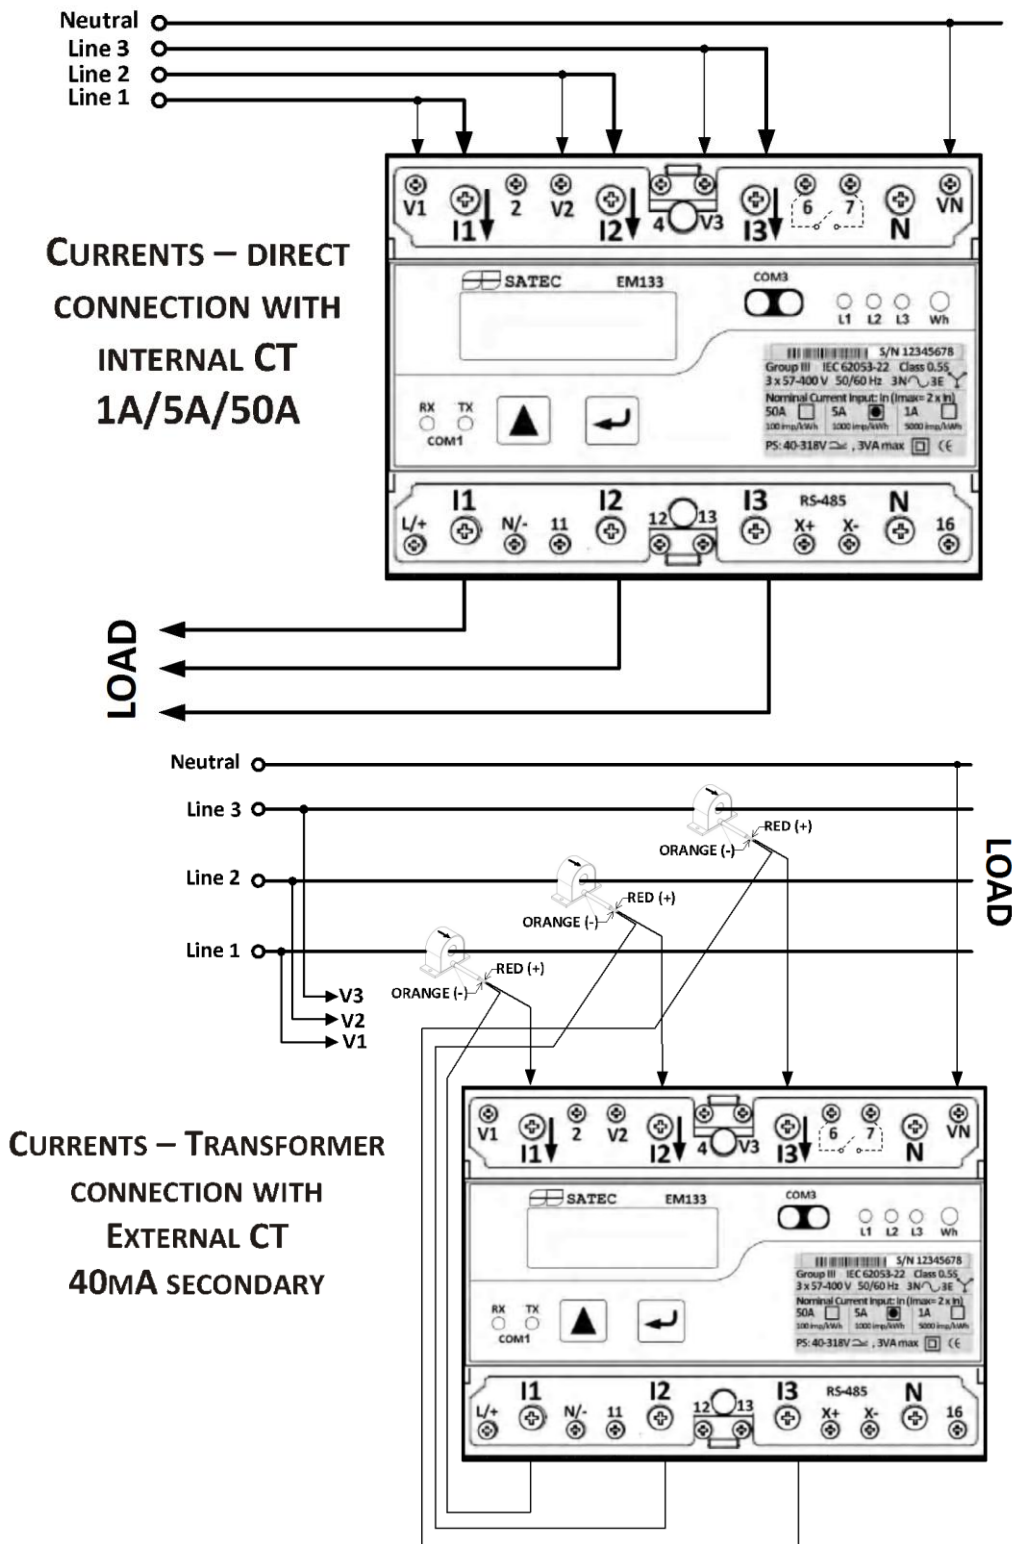 Neutral
Line 3
Line 2
Line 1
V1 I1 2 V2 I2 4 V3 I3 6 7 N VN
CURRENTS – DIRECT
CONNECTION WITH
INTERNAL CT
1A/5A/50A
SATEC EM133 COM3
L1 L2 L3 Wh
S/N 12345678
Group III IEC 62053-22 Class 0.5S
3 x 57-400 V 50/60 Hz 3N 3E
Nominal Current Input: In (Imax= 2 x In)
50A 5A 1A
100 imp/kWh 1000 imp/kWh 5000 imp/kWh
PS: 40-318V , 3VA max CE
RX TX
COM1
I1 I2 I3 RS-485 N
L/+ N/- 11 12 13 X+ X- 16
LOAD
Neutral
Line 3
RED (+)
ORANGE (-)
LOAD
Line 2
RED (+)
ORANGE (-)
Line 1
RED (+)
ORANGE (-)
V3
V2
V1
V1 I1 2 V2 I2 4 V3 I3 6 7 N VN
CURRENTS – TRANSFORMER
CONNECTION WITH
EXTERNAL CT
40MA SECONDARY
SATEC EM133 COM3
L1 L2 L3 Wh
S/N 12345678
Group III IEC 62053-22 Class 0.5S
3 x 57-400 V 50/60 Hz 3N 3E
Nominal Current Input: In (Imax= 2 x In)
50A 5A 1A
100 imp/kWh 1000 imp/kWh 5000 imp/kWh
PS: 40-318V , 3VA max CE
RX TX
COM1
I1 I2 I3 RS-485 N
L/+ N/- 11 12 13 X+ X- 16